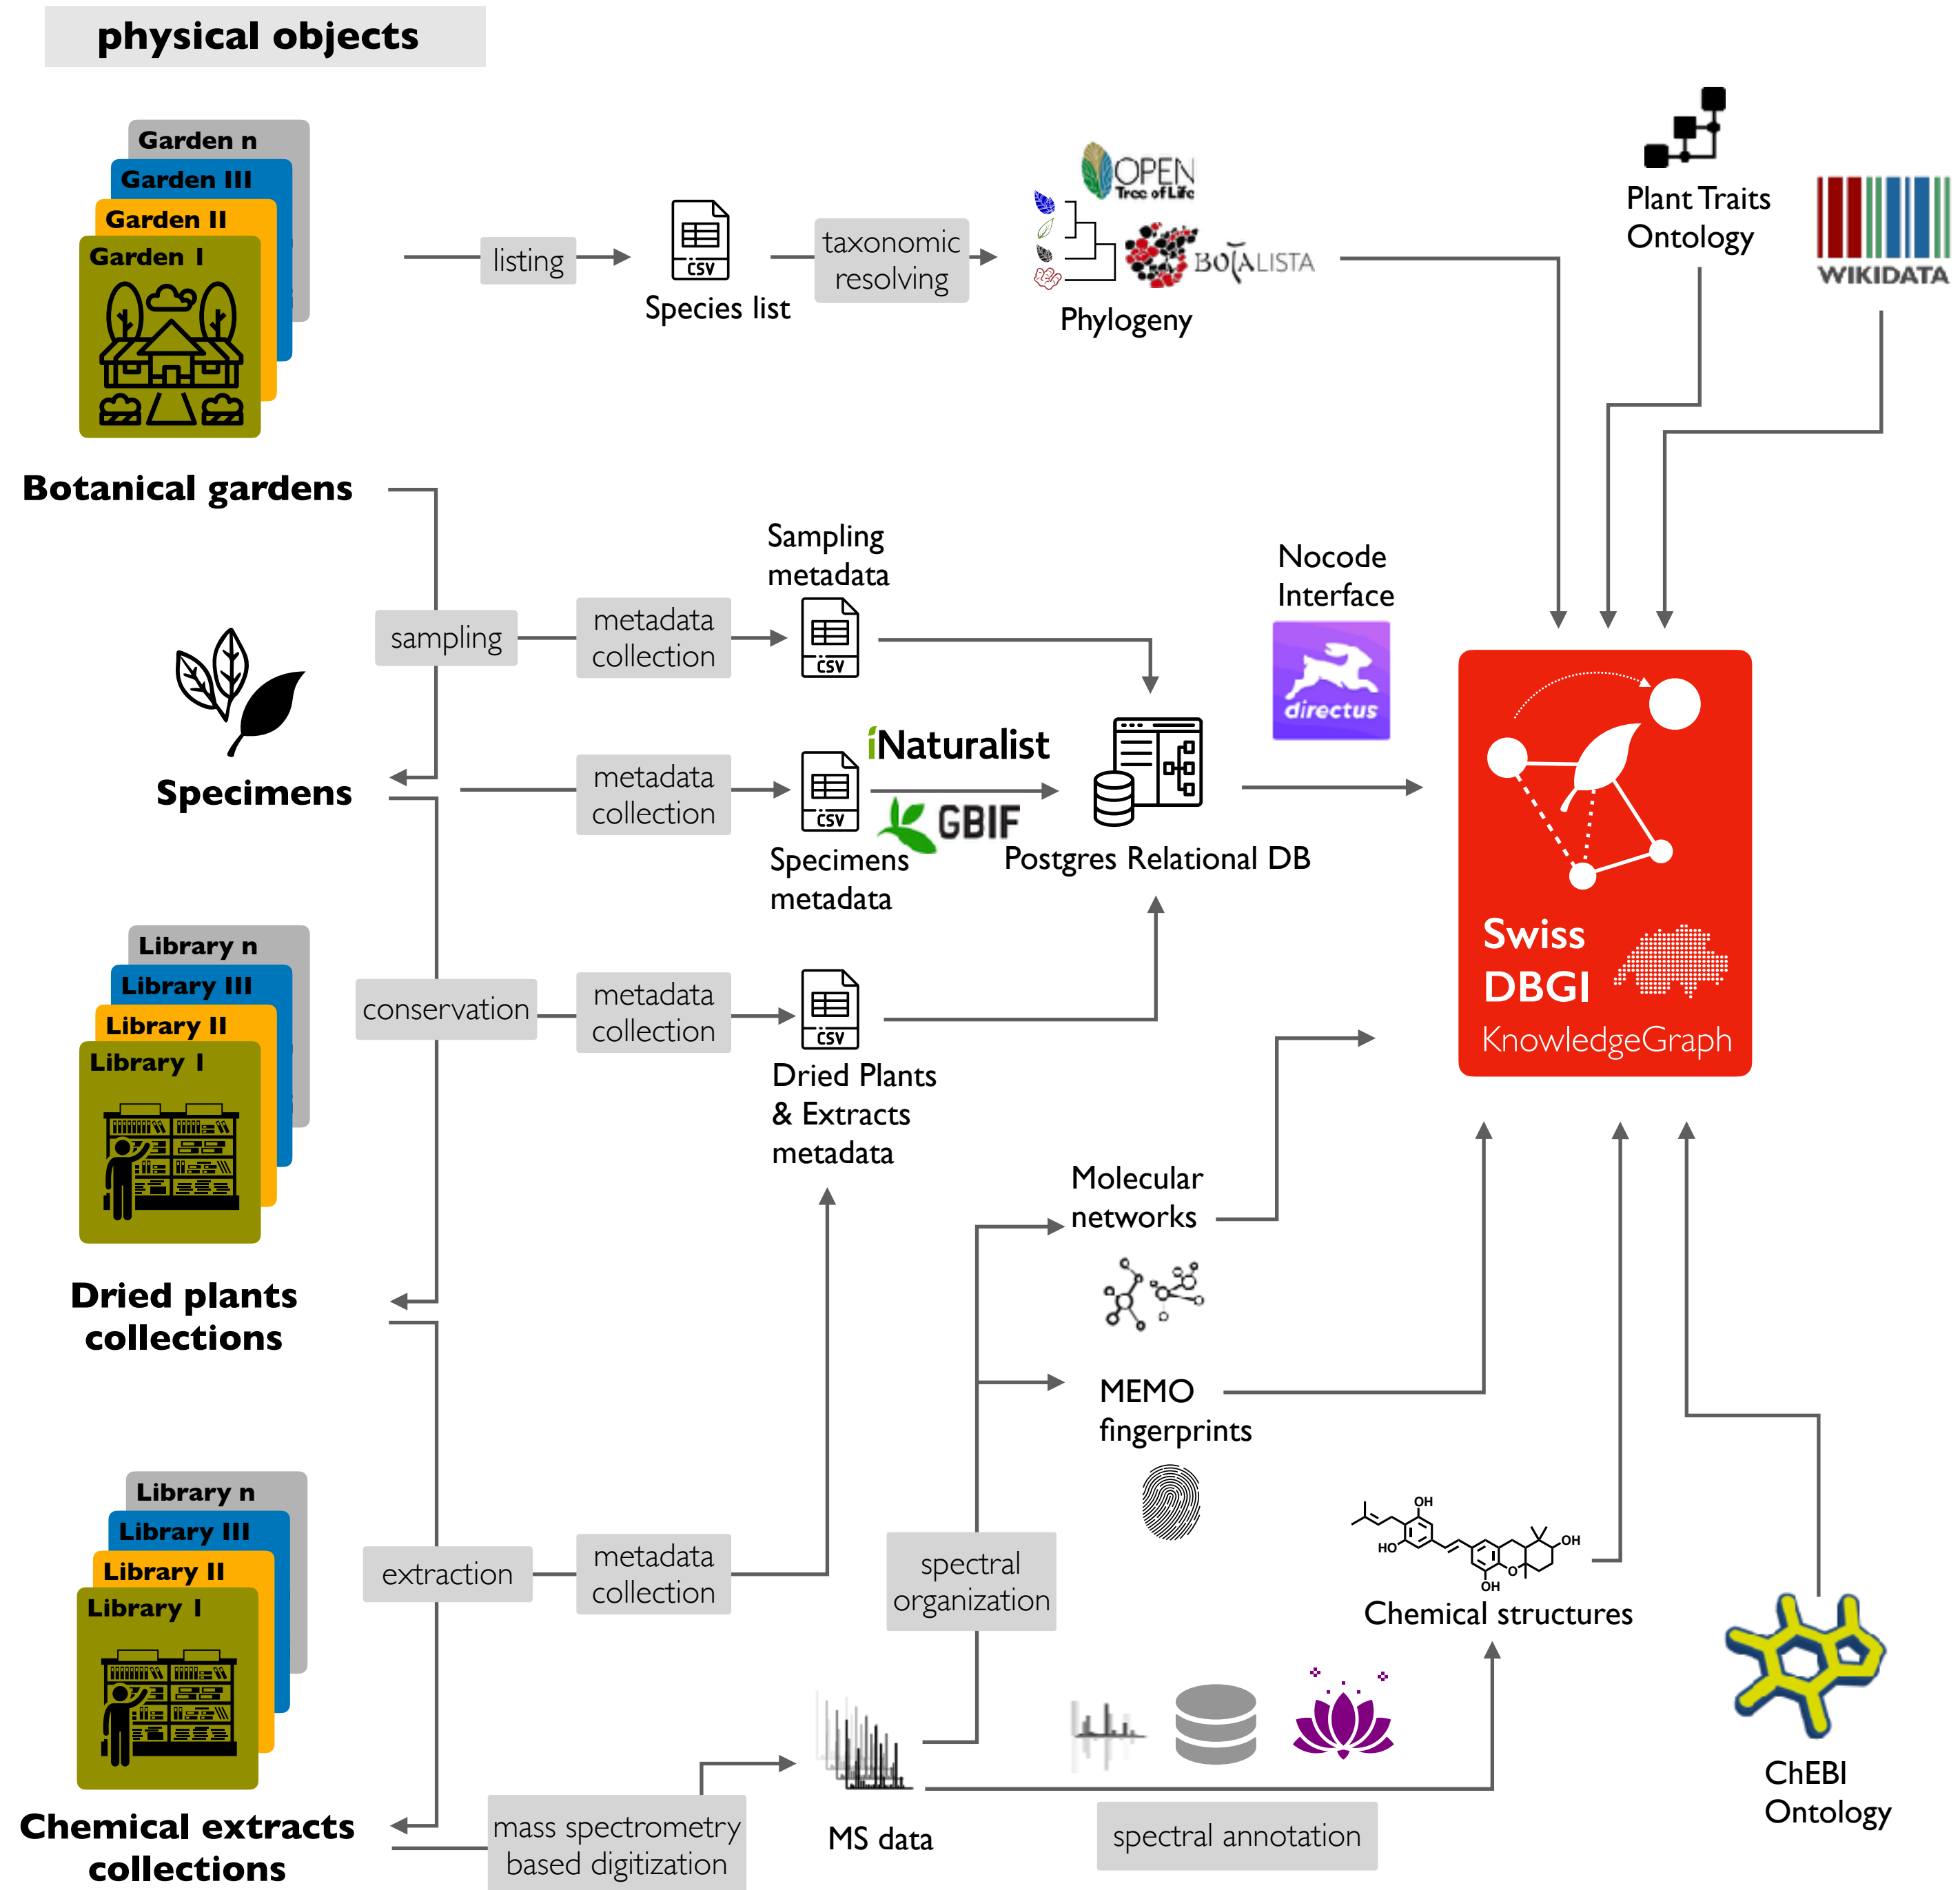 physical objects
Garden n
Garden III
Garden II
Garden I
Botanical gardens
listing
CSV
Species list
taxonomic
resolving
OPEN
Tree of Life
BOTALISTA
Phylogeny
Plant Traits
Ontology
WIKIDATA
sampling
metadata
collection
Sampling
metadata
CSV
Nocode
Interface
directus
Specimens
metadata
collection
CSV
Specimens
metadata
iNaturalist
GBIF
Postgres Relational DB
Swiss
DBGI
KnowledgeGraph
Library n
Library III
Library II
Library I
Dried plants
collections
conservation
metadata
collection
CSV
Dried Plants
& Extracts
metadata
Molecular
networks
MEMO
fingerprints
Library n
Library III
Library II
Library I
Chemical extracts
collections
extraction
metadata
collection
spectral
organization
OH
HO
OH
O
OH
Chemical structures
mass spectrometry
based digitization
MS data
spectral annotation
ChEBI
Ontology